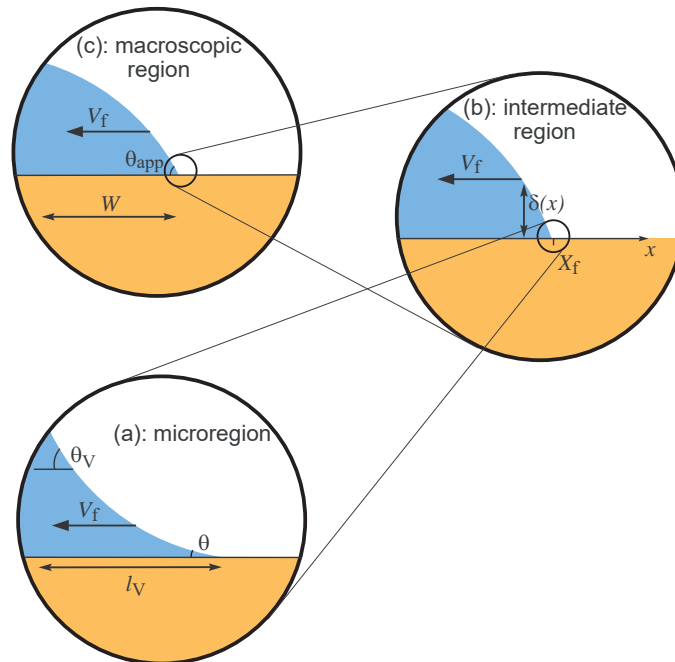 (c): macroscopic
region
V_f
θ_app
W
(b): intermediate
region
V_f
δ(x)
x
X_f
(a): microregion
θ_V
V_f
θ
l_V